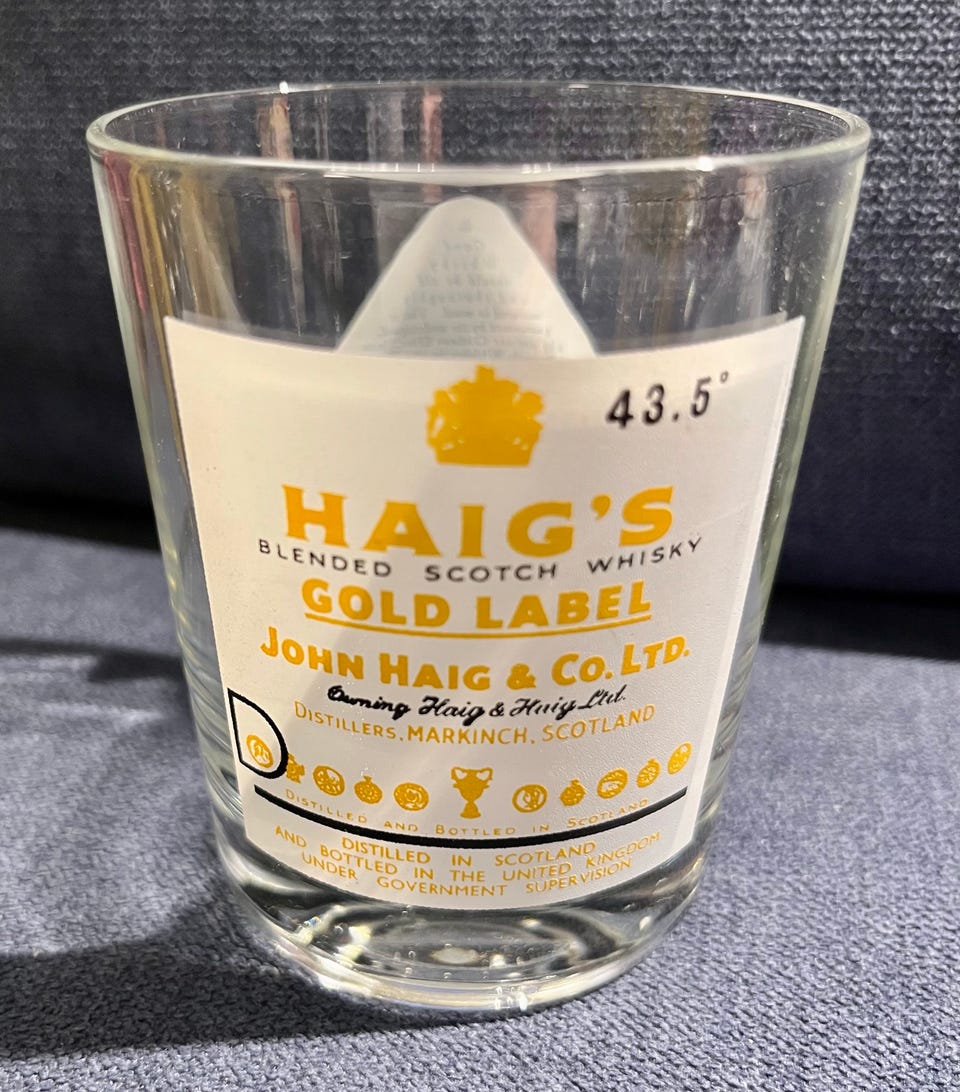 43.5°
HAIG'S
BLENDED SCOTCH WHISKY
GOLD LABEL
JOHN HAIG & CO. LTD.
Owning Haig & Haig Ltd.
DISTILLERS, MARKINCH, SCOTLAND
D
DISTILLED AND BOTTLED IN SCOTLAND
DISTILLED IN SCOTLAND
AND BOTTLED IN THE UNITED KINGDOM
UNDER GOVERNMENT SUPERVISION